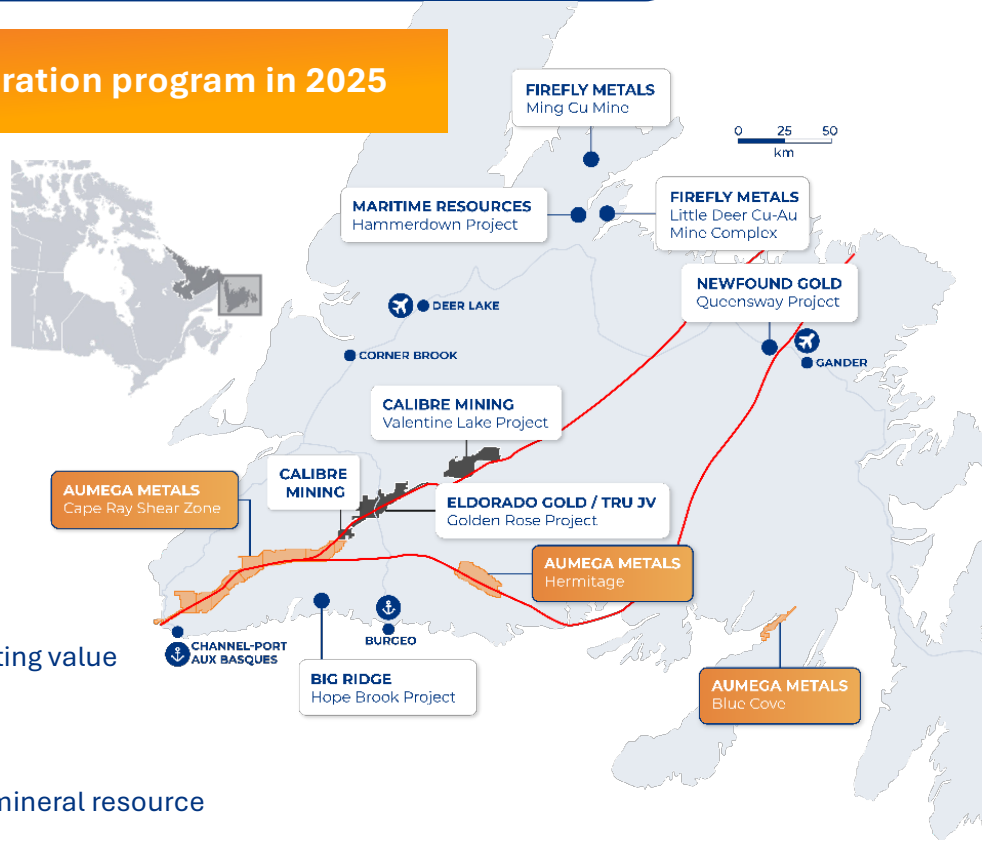 ration program in 2025
FIREFLY METALS
Ming Cu Mine
0 25 50
km
MARITIME RESOURCES
Hammerdown Project
FIREFLY METALS
Little Deer Cu-Au
Mine Complex
NEWFOUND GOLD
Queensway Project
DEER LAKE
CORNER BROOK
GANDER
CALIBRE MINING
Valentine Lake Project
CALIBRE
MINING
AUMEGA METALS
Cape Ray Shear Zone
ELDORADO GOLD / TRU JV
Golden Rose Project
AUMEGA METALS
Hermitage
BURGEO
CHANNEL-PORT
AUX BASQUES
ting value
BIG RIDGE
Hope Brook Project
AUMEGA METALS
Blue Cove
mineral resource